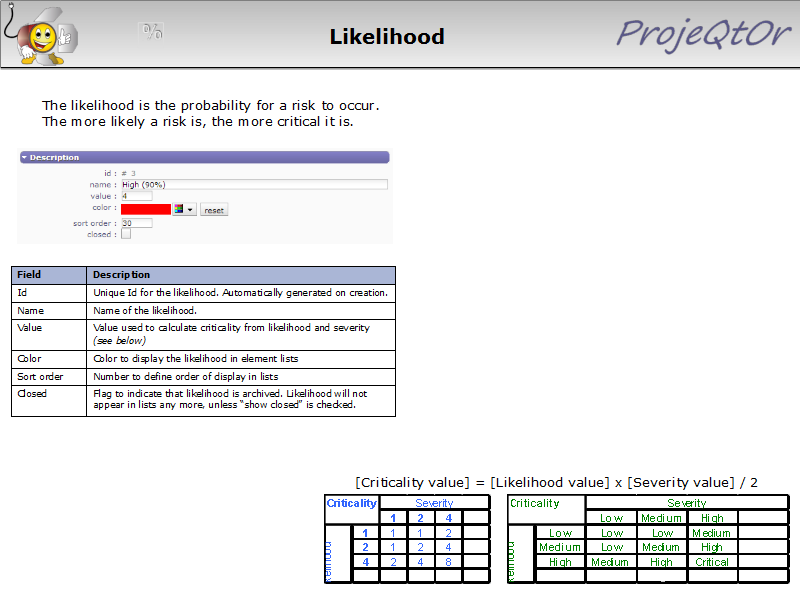 %
Likelihood
ProjeQtOr
The likelihood is the probability for a risk to occur.
The more likely a risk is, the more critical it is.
Description
id : # 3
name : High (90%)
value : 4
color : reset
sort order : 30
closed :
Field Description
Id Unique Id for the likelihood. Automatically generated on creation.
Name Name of the likelihood.
Value Value used to calculate criticality from likelihood and severity
(see below)
Color Color to display the likelihood in element lists
Sort order Number to define order of display in lists
Closed Flag to indicate that likelihood is archived. Likelihood will not
appear in lists any more, unless “show closed” is checked.
[Criticality value] = [Likelihood value] x [Severity value] / 2
Criticality Severity
1 2 4
1 1 1 2
2 1 2 4
4 2 4 8
Criticality Severity
Low Medium High
Low Low Low Medium
Medium Low Medium High
High Medium High Critical